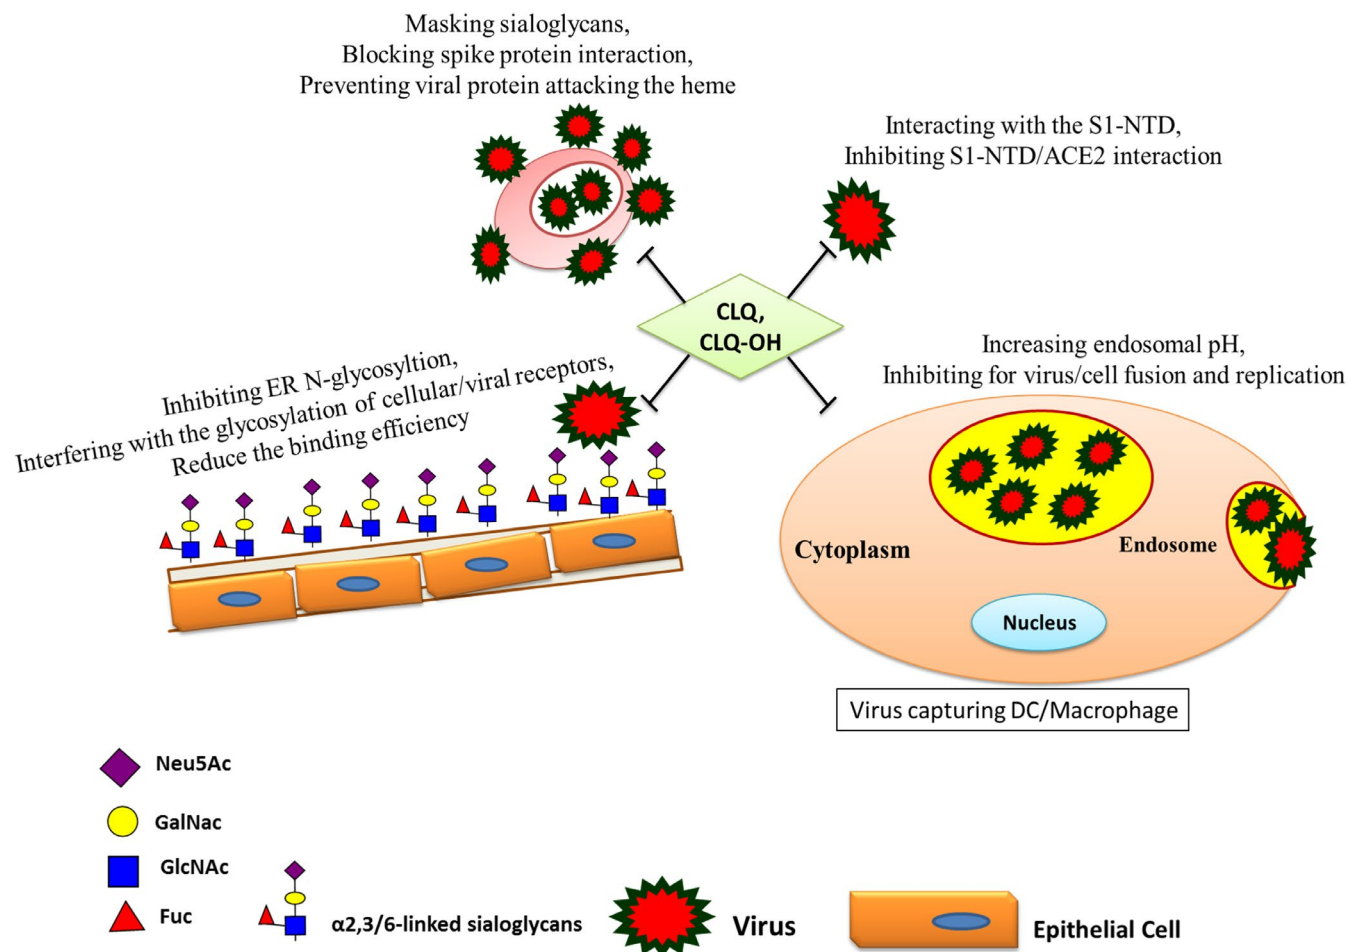 Masking sialoglycans,
Blocking spike protein interaction,
Preventing viral protein attacking the heme
Interacting with the S1-NTD,
Inhibiting S1-NTD/ACE2 interaction
CLQ,
CLQ-OH
Inhibiting ER N-glycosyltion,
Interfering with the glycosylation of cellular/viral receptors,
Reduce the binding efficiency
Increasing endosomal pH,
Inhibiting for virus/cell fusion and replication
Cytoplasm
Endosome
Nucleus
Virus capturing DC/Macrophage
Neu5Ac
GalNac
GlcNAc
Fuc
α2,3/6-linked sialoglycans
Virus
Epithelial Cell